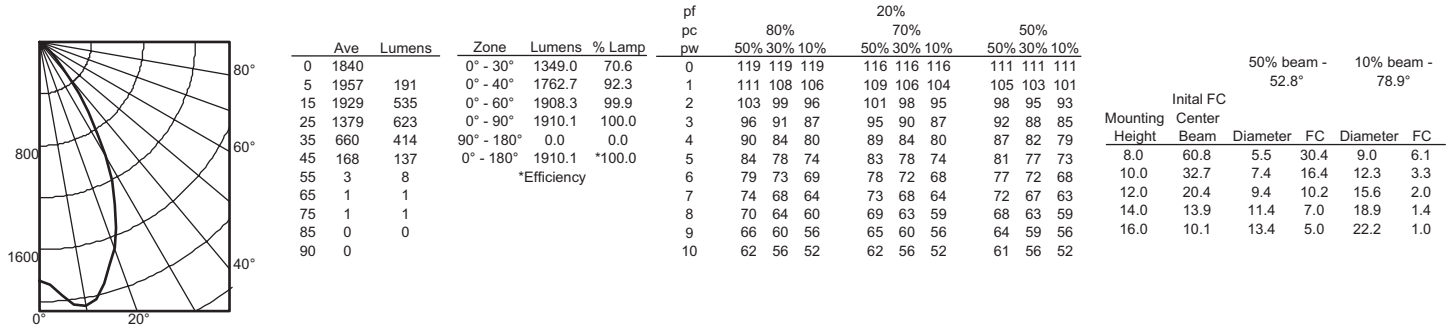 800
1600
0°
20°
40°
60°
80°
Ave Lumens
0 1840
5 1957 191
15 1929 535
25 1379 623
35 660 414
45 168 137
55 3 8
65 1 1
75 1 1
85 0 0
90 0
Zone Lumens % Lamp
0° - 30° 1349.0 70.6
0° - 40° 1762.7 92.3
0° - 60° 1908.3 99.9
0° - 90° 1910.1 100.0
90° - 180° 0.0 0.0
0° - 180° 1910.1 *100.0
*Efficiency
pf 20%
pc 80% 70% 50%
pw 50% 30% 10% 50% 30% 10% 50% 30% 10%
0 119 119 119 116 116 116 111 111 111
1 111 108 106 109 106 104 105 103 101
2 103 99 96 101 98 95 98 95 93
3 96 91 87 95 90 87 92 88 85
4 90 84 80 89 84 80 87 82 79
5 84 78 74 83 78 74 81 77 73
6 79 73 69 78 72 68 77 72 68
7 74 68 64 73 68 64 72 67 63
8 70 64 60 69 63 59 68 63 59
9 66 60 56 65 60 56 64 59 56
10 62 56 52 62 56 52 61 56 52
50% beam - 10% beam -
52.8° 78.9°
Inital FC
Mounting Center
Height Beam Diameter FC Diameter FC
8.0 60.8 5.5 30.4 9.0 6.1
10.0 32.7 7.4 16.4 12.3 3.3
12.0 20.4 9.4 10.2 15.6 2.0
14.0 13.9 11.4 7.0 18.9 1.4
16.0 10.1 13.4 5.0 22.2 1.0